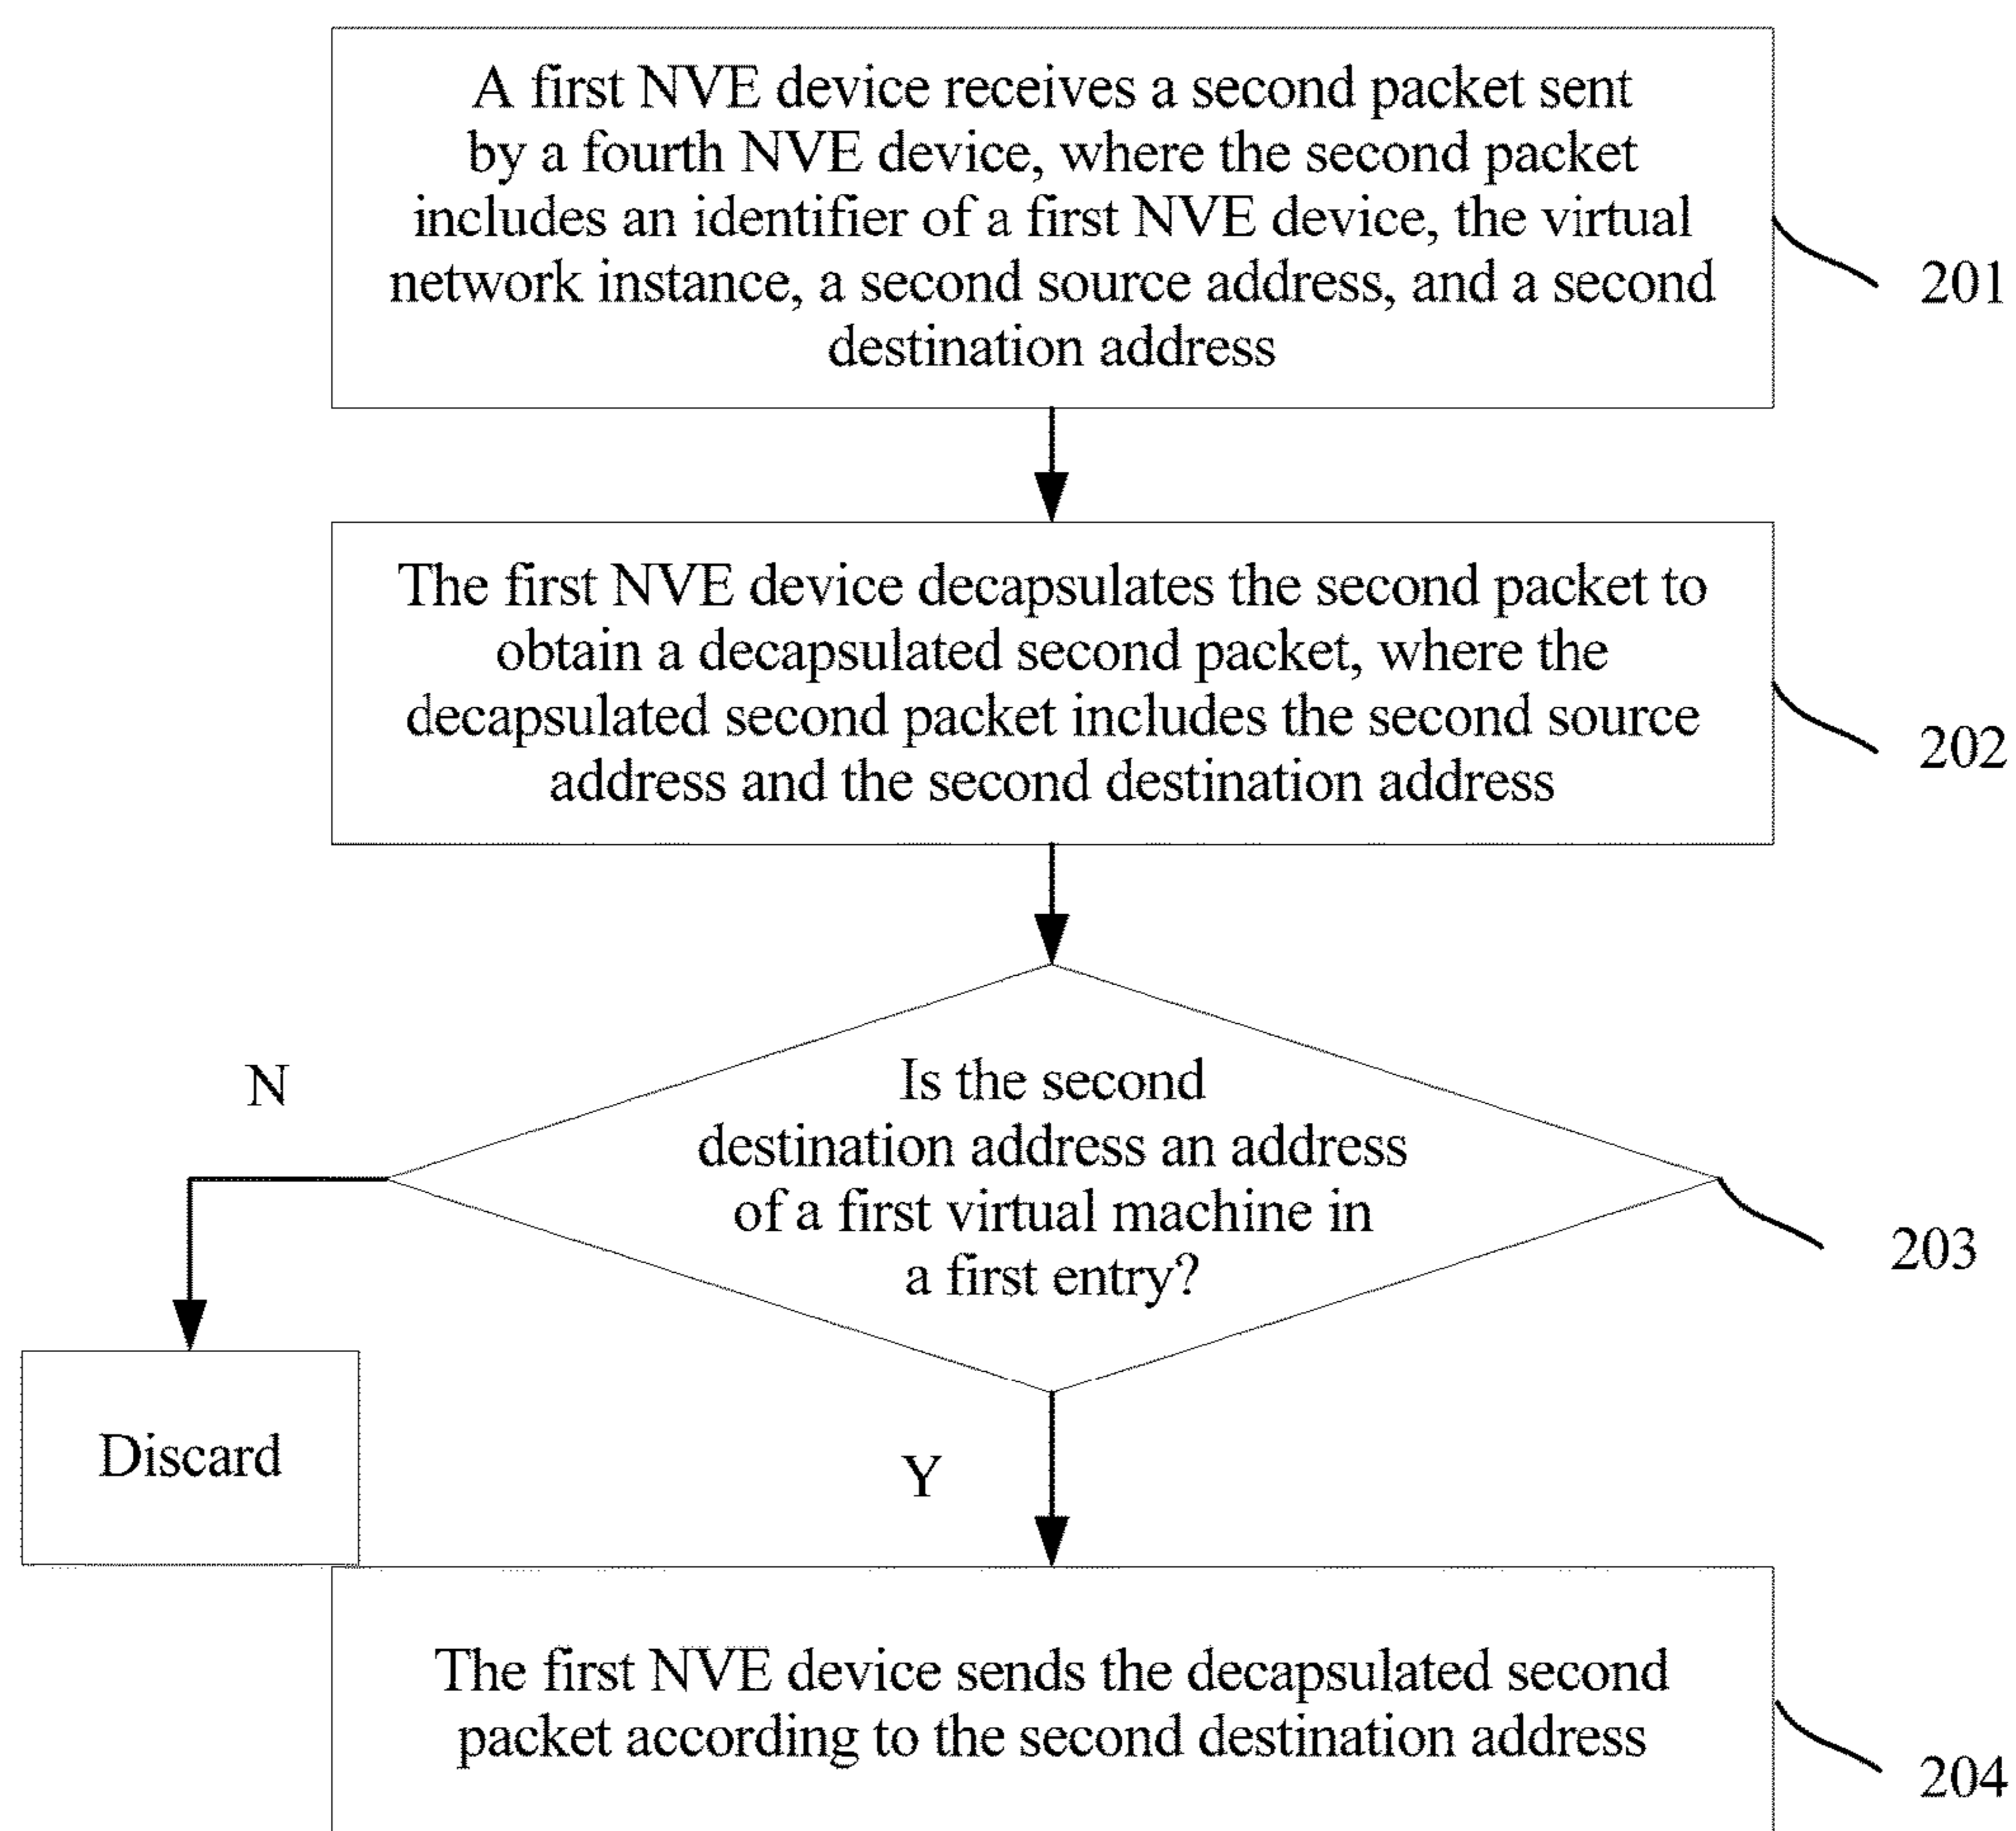 A first NVE device receives a second packet sent
by a fourth NVE device, where the second packet
includes an identifier of a first NVE device, the virtual
network instance, a second source address, and a second
destination address
201
The first NVE device decapsulates the second packet to
obtain a decapsulated second packet, where the
decapsulated second packet includes the second source
address and the second destination address
202
N
Is the second
destination address an address
of a first virtual machine in
a first entry?
203
Discard
Y
The first NVE device sends the decapsulated second
packet according to the second destination address
204